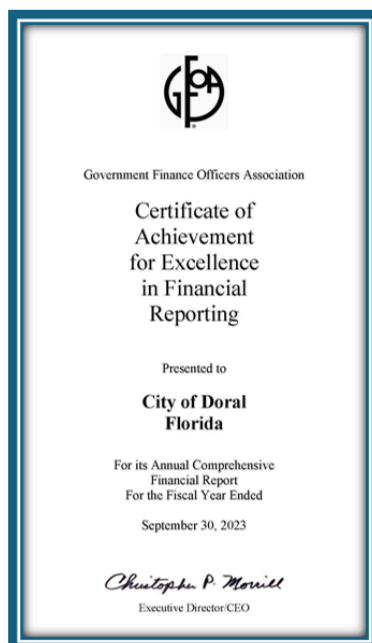 GFOA
Government Finance Officers Association
Certificate of
Achievement
for Excellence
in Financial
Reporting
Presented to
City of Doral
Florida
For its Annual Comprehensive
Financial Report
For the Fiscal Year Ended
September 30, 2023
Christopher P. Morrill
Executive Director/CEO